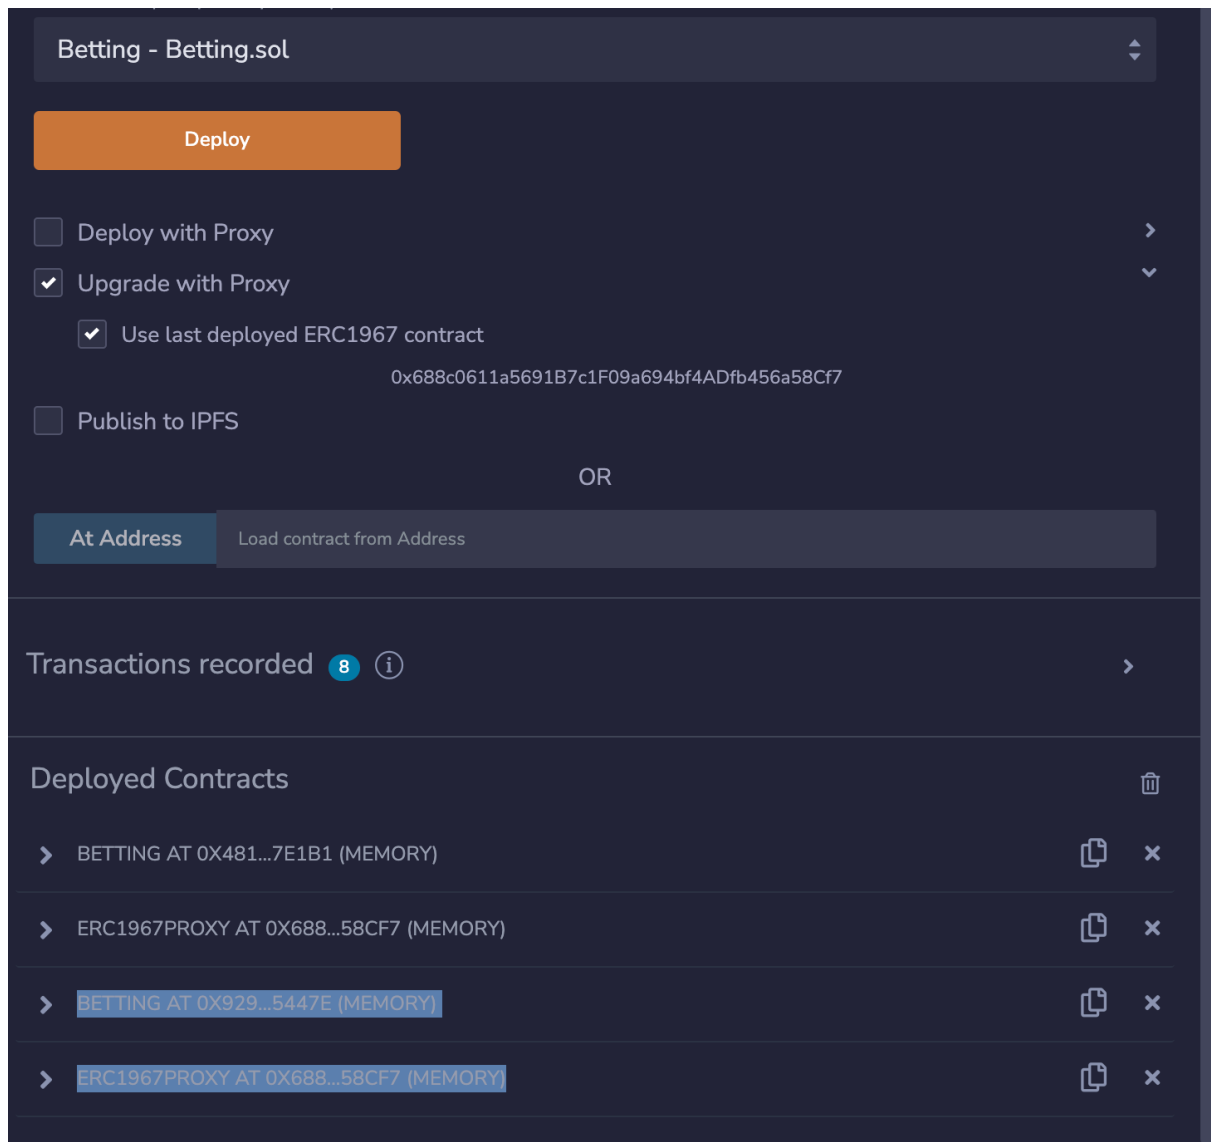 Betting - Betting.sol
Deploy
Deploy with Proxy
Upgrade with Proxy
Use last deployed ERC1967 contract
0x688c0611a5691B7c1F09a694bf4ADfb456a58Cf7
Publish to IPFS
OR
At Address Load contract from Address
Transactions recorded 8 i
Deployed Contracts
BETTING AT 0X481...7E1B1 (MEMORY)
ERC1967PROXY AT 0X688...58CF7 (MEMORY)
BETTING AT 0X929...5447E (MEMORY)
ERC1967PROXY AT 0X688...58CF7 (MEMORY)